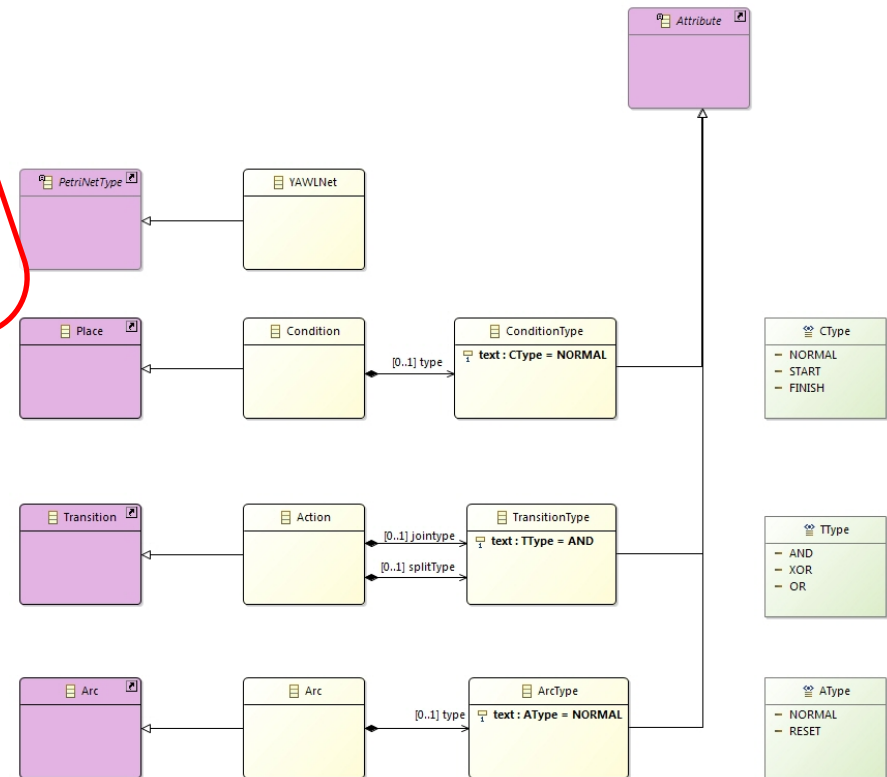 Attribute
PetriNetType
YAWLNet
Place
Condition
[0..1] type
ConditionType
text : CType = NORMAL
CType
NORMAL
START
FINISH
Transition
Action
[0..1] jointype
[0..1] splitType
TransitionType
text : TType = AND
TType
AND
XOR
OR
Arc
Arc
[0..1] type
ArcType
text : AType = NORMAL
AType
NORMAL
RESET